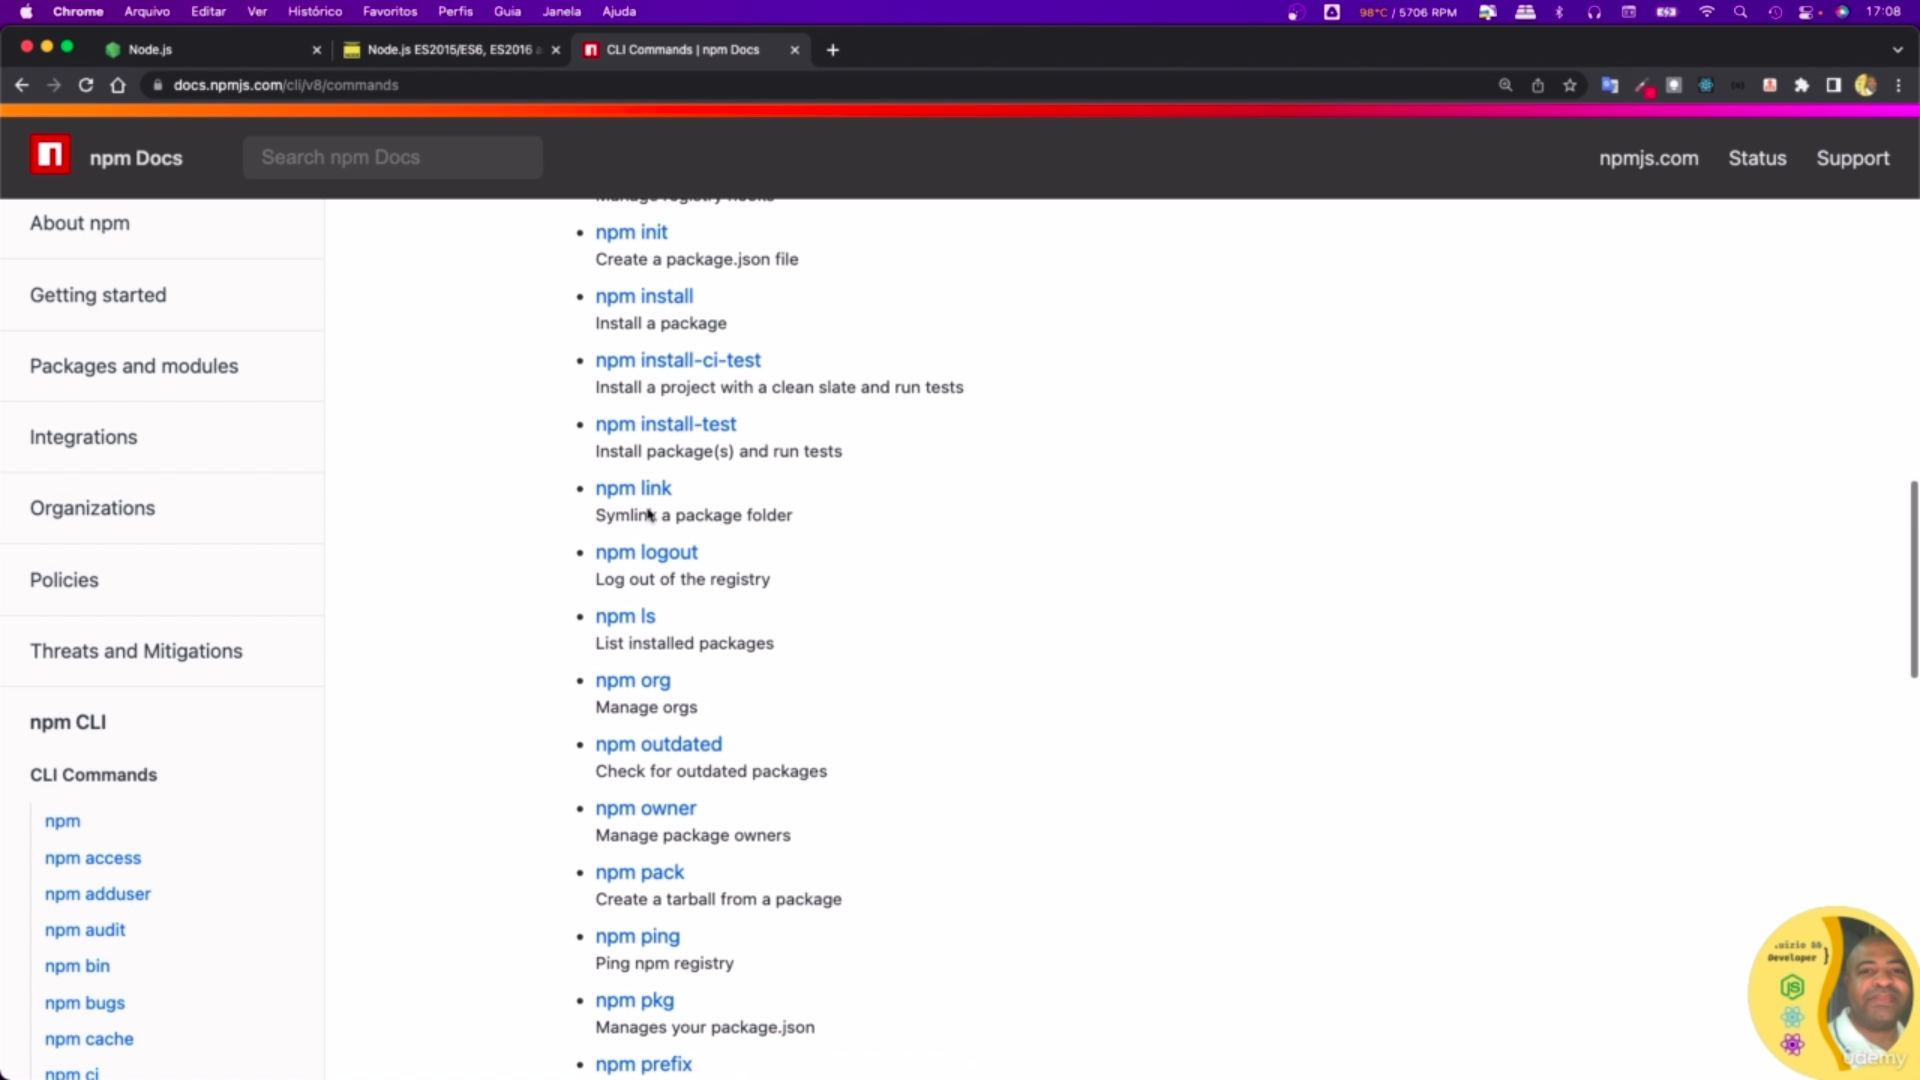 Chrome Arquivo Editar Ver Histórico Favoritos Perfis Guia Janela Ajuda 98°C / 5706 RPM 17:08
Node.js Node.js ES2015/ES6, ES2016 CLI Commands | npm Docs
docs.npmjs.com/cli/v8/commands
npm Docs Search npm Docs npmjs.com Status Support
Manage registry hooks
About npm
Getting started
Packages and modules
Integrations
Organizations
Policies
Threats and Mitigations
npm CLI
CLI Commands
npm
npm access
npm adduser
npm audit
npm bin
npm bugs
npm cache
npm ci
• npm init
Create a package.json file
• npm install
Install a package
• npm install-ci-test
Install a project with a clean slate and run tests
• npm install-test
Install package(s) and run tests
• npm link
Symlink a package folder
• npm logout
Log out of the registry
• npm ls
List installed packages
• npm org
Manage orgs
• npm outdated
Check for outdated packages
• npm owner
Manage package owners
• npm pack
Create a tarball from a package
• npm ping
Ping npm registry
• npm pkg
Manages your package.json
• npm prefix
Developer }
JS
udemy